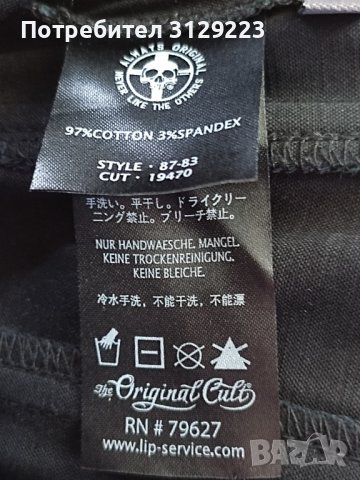 Потребител 3129223
ALWAYS ORIGINAL
NEVER LIKE THE OTHERS
97%COTTON 3%SPANDEX
STYLE · 87-83
CUT · 19470
手洗い。平干し。ドライクリー
ニング禁止。ブリーチ禁止。
NUR HANDWAESCHE. MANGEL.
KEINE TROCKENREINIGUNG.
KEINE BLEICHE.
冷水手洗，不能干洗，不能漂
The Original Cult
RN # 79627
www.lip-service.com
BAZAR